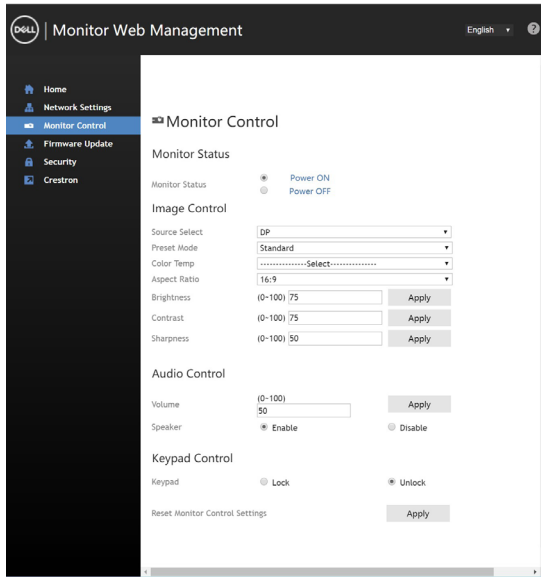 DELL | Monitor Web Management
English
?
Home
Network Settings
Monitor Control
Firmware Update
Security
Crestron
Monitor Control
Monitor Status
Monitor Status Power ON
Power OFF
Image Control
Source Select DP
Preset Mode Standard
Color Temp ---------------Select---------------
Aspect Ratio 16:9
Brightness (0~100) 75 Apply
Contrast (0~100) 75 Apply
Sharpness (0~100) 50 Apply
Audio Control
(0~100)
Volume 50 Apply
Speaker Enable Disable
Keypad Control
Keypad Lock Unlock
Reset Monitor Control Settings Apply